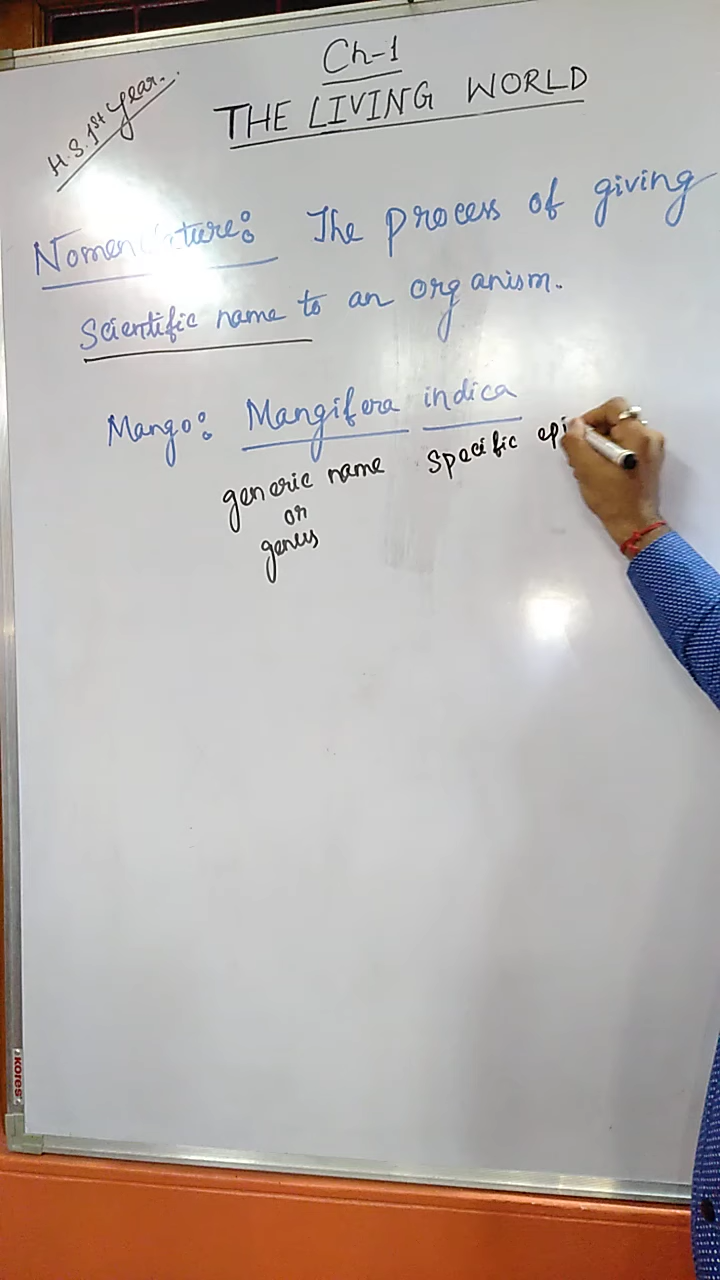 Ch-1
THE LIVING WORLD
H.S. 1st year.
Nomenclature: The process of giving
Scientific name to an organism.
Mango: Mangifera indica
generic name specific epi
or
genus
kores